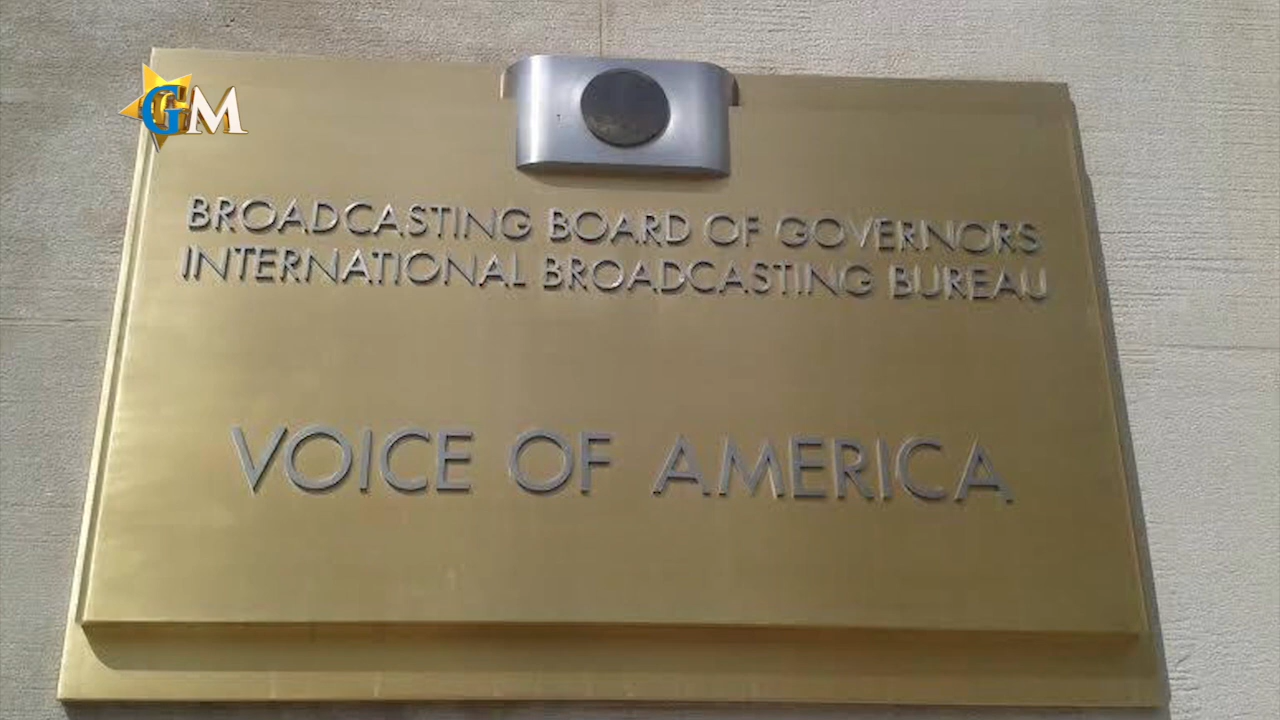 GM
BROADCASTING BOARD OF GOVERNORS
INTERNATIONAL BROADCASTING BUREAU
VOICE OF AMERICA